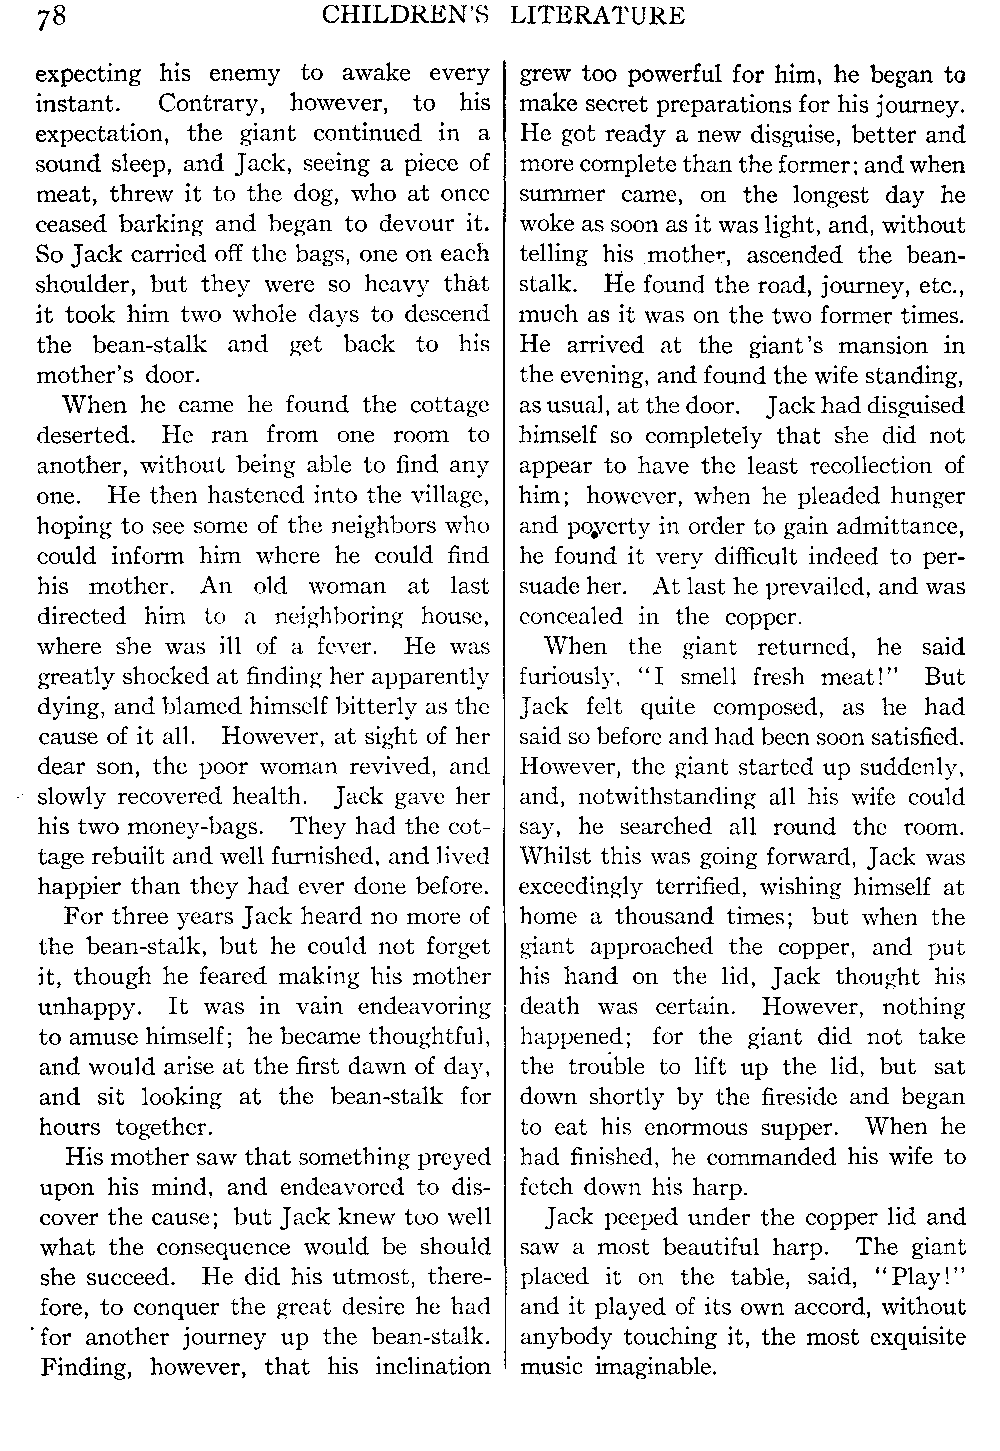 78
CHILDREN'S LITERATURE
expecting his enemy to awake every
instant. Contrary, however, to his
expectation, the giant continued in a
sound sleep, and Jack, seeing a piece of
meat, threw it to the dog, who at once
ceased barking and began to devour it.
So Jack carried off the bags, one on each
shoulder, but they were so heavy that
it took him two whole days to descend
the bean-stalk and get back to his
mother's door.
When he came he found the cottage
deserted. He ran from one room to
another, without being able to find any
one. He then hastened into the village,
hoping to see some of the neighbors who
could inform him where he could find
his mother. An old woman at last
directed him to a neighboring house,
where she was ill of a fever. He was
greatly shocked at finding her apparently
dying, and blamed himself bitterly as the
cause of it all. However, at sight of her
dear son, the poor woman revived, and
slowly recovered health. Jack gave her
his two money-bags. They had the cot-
tage rebuilt and well furnished, and lived
happier than they had ever done before.
For three years Jack heard no more of
the bean-stalk, but he could not forget
it, though he feared making his mother
unhappy. It was in vain endeavoring
to amuse himself; he became thoughtful,
and would arise at the first dawn of day,
and sit looking at the bean-stalk for
hours together.
His mother saw that something preyed
upon his mind, and endeavored to dis-
cover the cause; but Jack knew too well
what the consequence would be should
she succeed. He did his utmost, there-
fore, to conquer the great desire he had
for another journey up the bean-stalk.
Finding, however, that his inclination
grew too powerful for him, he began to
make secret preparations for his journey.
He got ready a new disguise, better and
more complete than the former; and when
summer came, on the longest day he
woke as soon as it was light, and, without
telling his mother, ascended the bean-
stalk. He found the road, journey, etc.,
much as it was on the two former times.
He arrived at the giant's mansion in
the evening, and found the wife standing,
as usual, at the door. Jack had disguised
himself so completely that she did not
appear to have the least recollection of
him; however, when he pleaded hunger
and poverty in order to gain admittance,
he found it very difficult indeed to per-
suade her. At last he prevailed, and was
concealed in the copper.
When the giant returned, he said
furiously, "I smell fresh meat!" But
Jack felt quite composed, as he had
said so before and had been soon satisfied.
However, the giant started up suddenly,
and, notwithstanding all his wife could
say, he searched all round the room.
Whilst this was going forward, Jack was
exceedingly terrified, wishing himself at
home a thousand times; but when the
giant approached the copper, and put
his hand on the lid, Jack thought his
death was certain. However, nothing
happened; for the giant did not take
the trouble to lift up the lid, but sat
down shortly by the fireside and began
to eat his enormous supper. When he
had finished, he commanded his wife to
fetch down his harp.
Jack peeped under the copper lid and
saw a most beautiful harp. The giant
placed it on the table, said, "Play!"
and it played of its own accord, without
anybody touching it, the most exquisite
music imaginable.